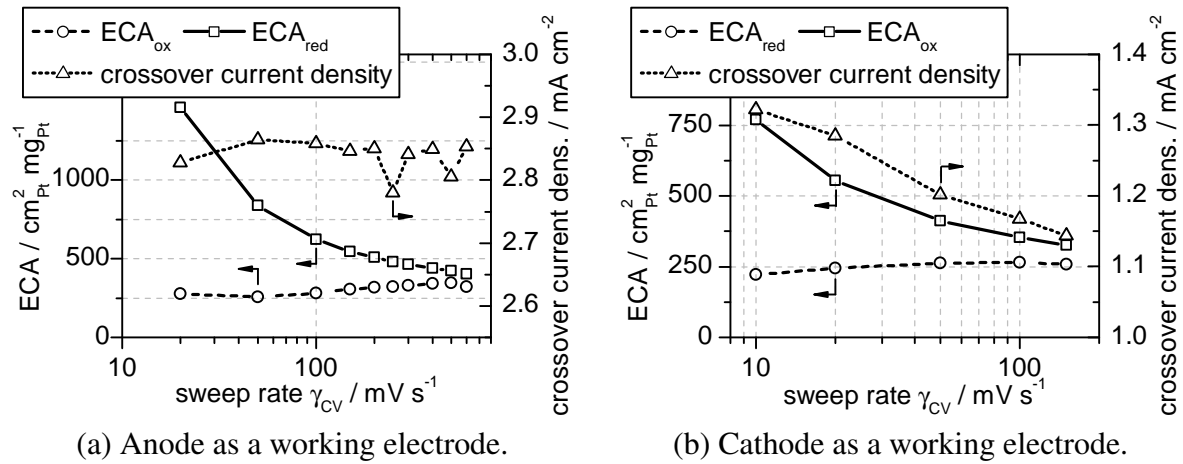 ECA_ox ECA_red
crossover current density
ECA / cm²_Pt mg⁻¹_Pt
1000
500
0
10 100
sweep rate γ_CV / mV s⁻¹
3.0
2.9
2.8
2.7
2.6
crossover current dens. / mA cm⁻²
(a) Anode as a working electrode.
ECA_red ECA_ox
crossover current density
ECA / cm²_Pt mg⁻¹_Pt
750
500
250
0
10 100
sweep rate γ_CV / mV s⁻¹
1.4
1.3
1.2
1.1
1.0
crossover current dens. / mA cm⁻²
(b) Cathode as a working electrode.